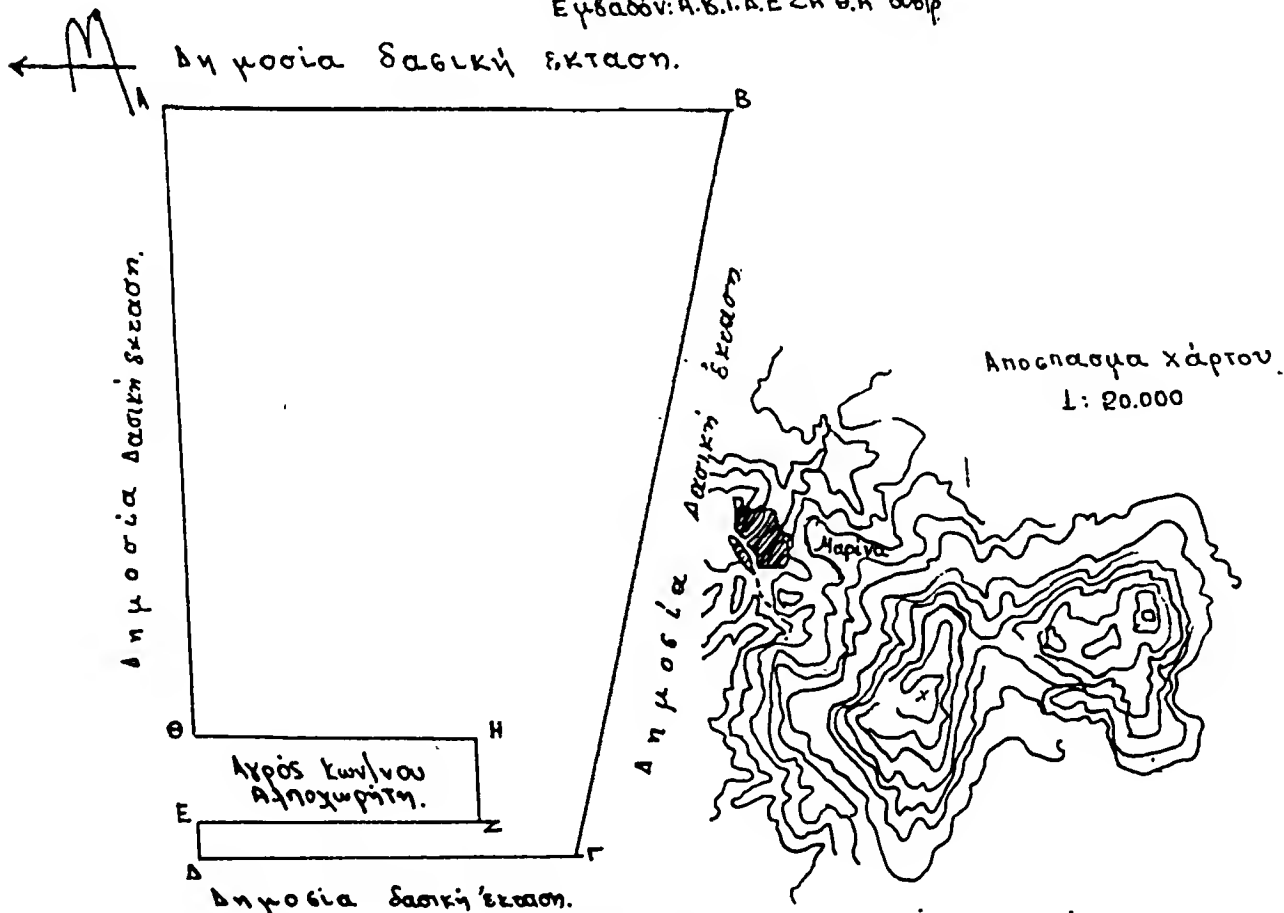 Εμβαδόν: Α.Β.Γ.Δ.Ε Ζ Η Θ.Α
Δημοσία δασική έκταση.
Α
Β
Δημοσία Δασική έκταση.
Δημοσία Δασική έκταση
Αποσπασμα χάρτου
1: 20.000
Μαρίνα
Θ
Η
Αγρός Κων/νου
Ε
Ζ
Δ
Γ
Δημοσία δασική έκταση.